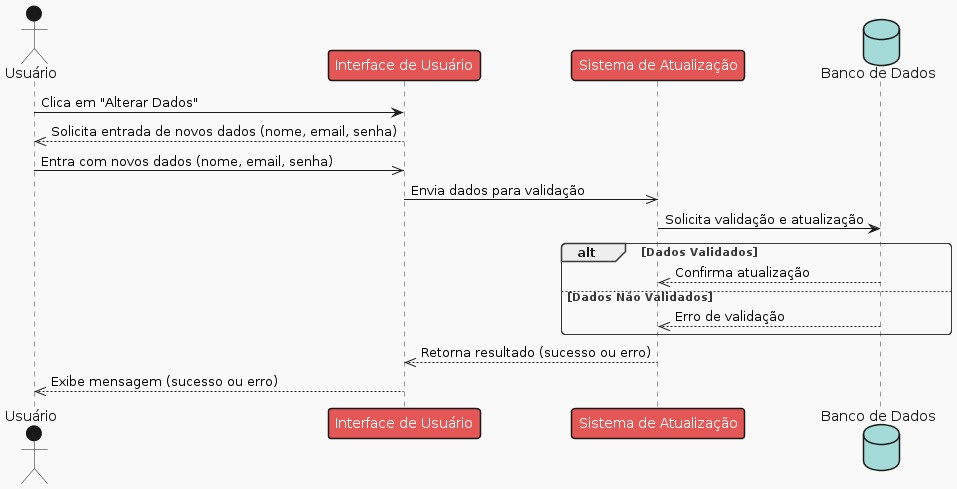 Usuário
Interface de Usuário
Sistema de Atualização
Banco de Dados
Clica em "Alterar Dados"
Solicita entrada de novos dados (nome, email, senha)
Entra com novos dados (nome, email, senha)
Envia dados para validação
Solicita validação e atualização
alt [Dados Validados]
Confirma atualização
[Dados Não Validados]
Erro de validação
Retorna resultado (sucesso ou erro)
Exibe mensagem (sucesso ou erro)
Usuário
Interface de Usuário
Sistema de Atualização
Banco de Dados